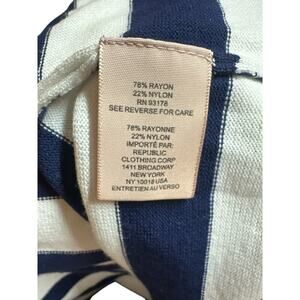 78% RAYON
22% NYLON
RN 93178
SEE REVERSE FOR CARE
78% RAYONNE
22% NYLON
IMPORTÉ PAR:
REPUBLIC
CLOTHING CORP
1411 BROADWAY
NEW YORK
NY 10018 USA
ENTRETIEN AU VERSO